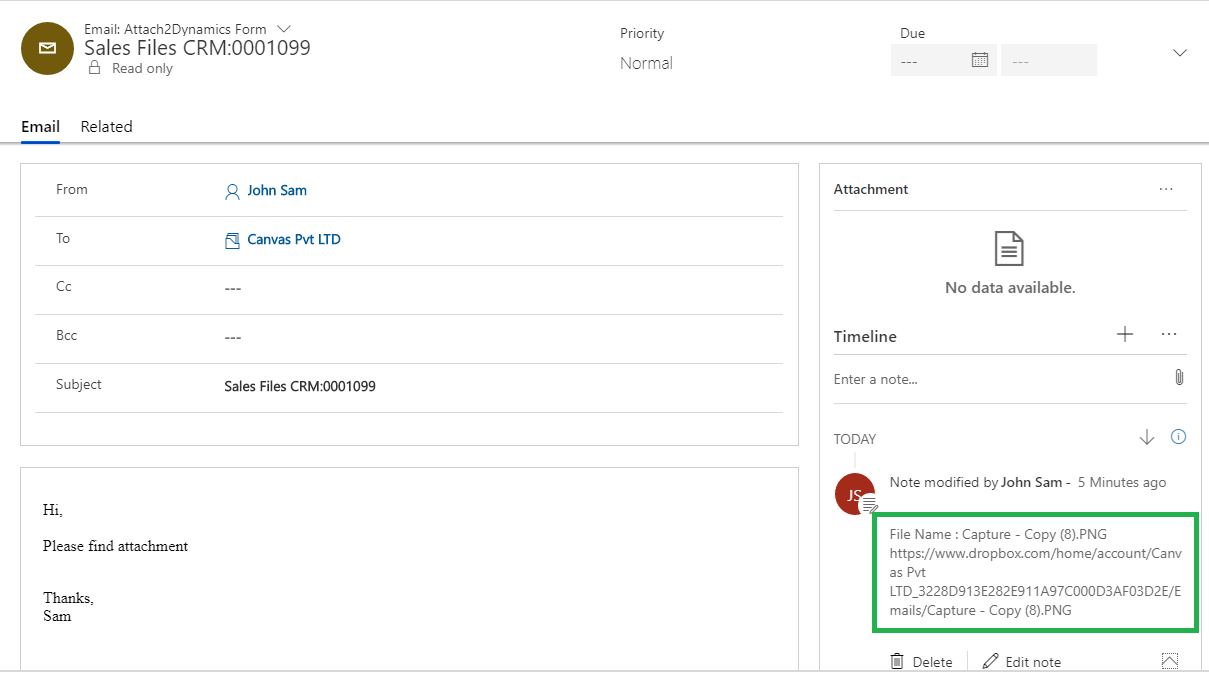 Email: Attach2Dynamics Form
Sales Files CRM:0001099
Read only
Priority
Normal
Due
---
---
Email
Related
From
John Sam
To
Canvas Pvt LTD
Cc
---
Bcc
---
Subject
Sales Files CRM:0001099
Hi,
Please find attachment
Thanks,
Sam
Attachment
...
No data available.
Timeline
...
Enter a note...
TODAY
JS
Note modified by John Sam - 5 Minutes ago
File Name : Capture - Copy (8).PNG
https://www.dropbox.com/home/account/Canv
as Pvt
LTD_3228D913E282E911A97C000D3AF03D2E/E
mails/Capture - Copy (8).PNG
Delete
Edit note